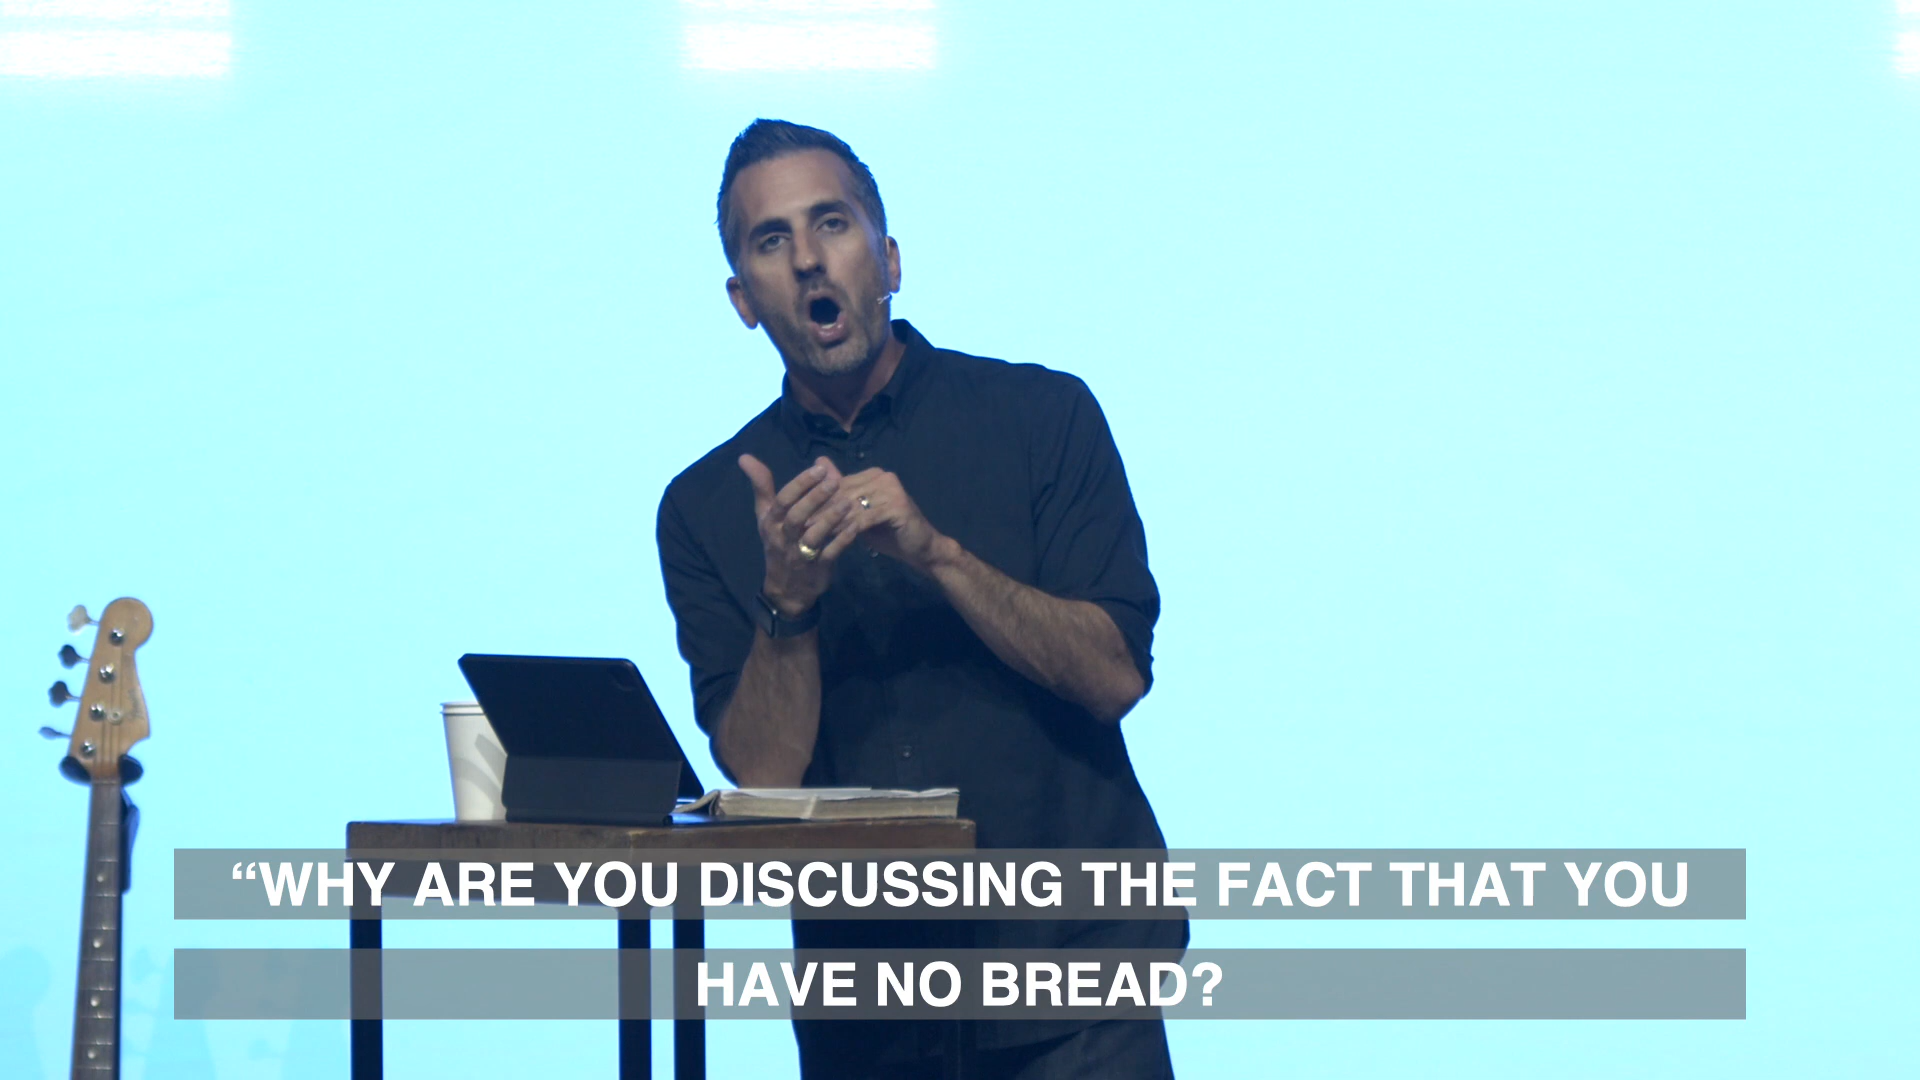 “WHY ARE YOU DISCUSSING THE FACT THAT YOU
HAVE NO BREAD?